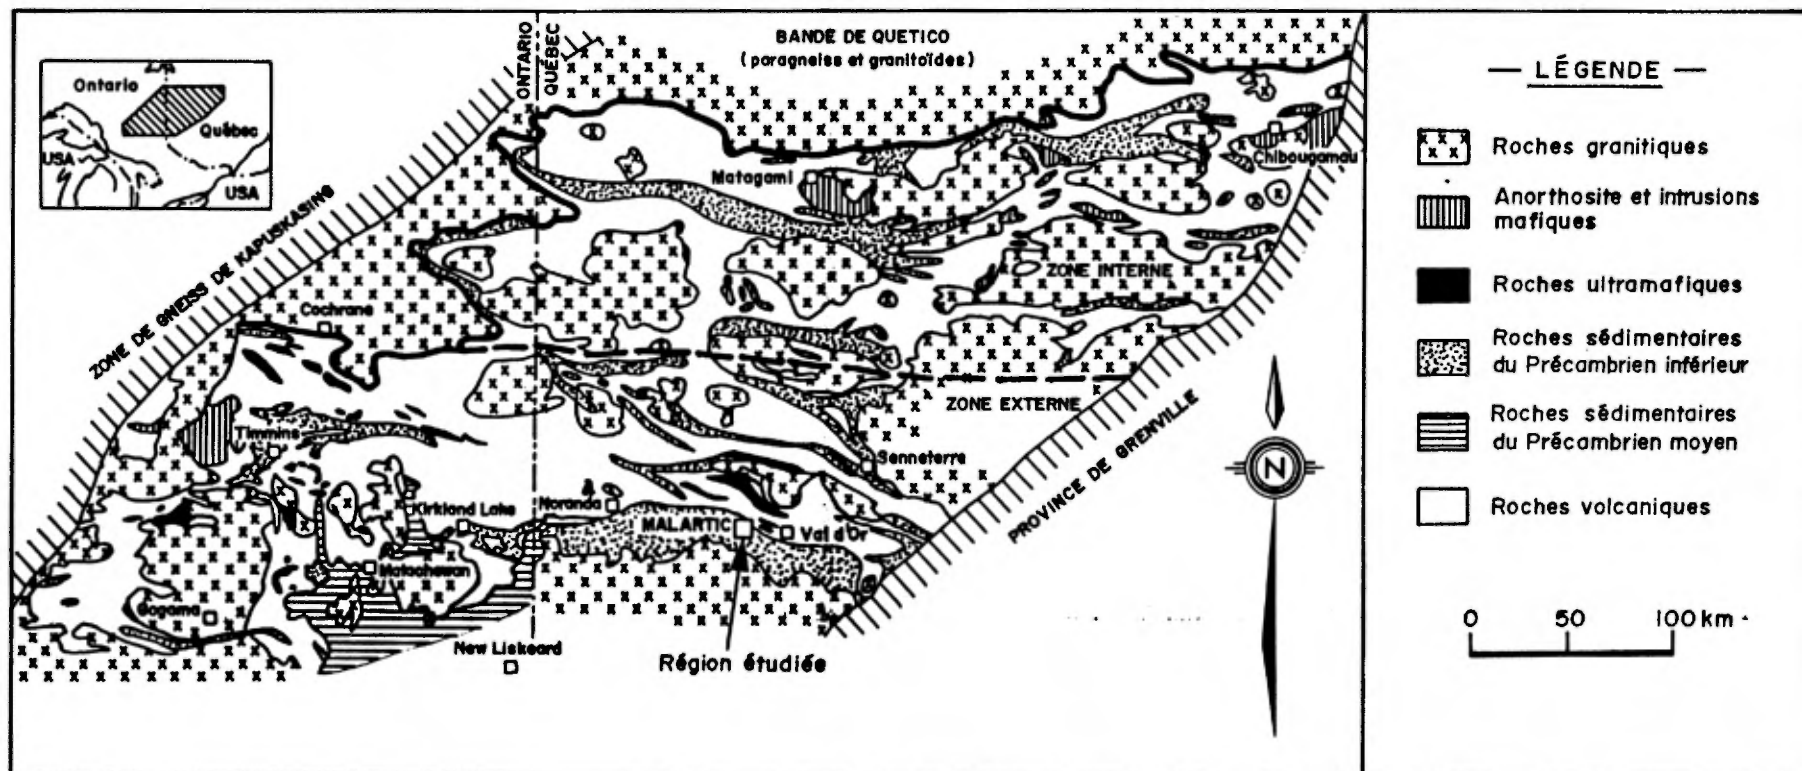 BANDE DE QUETICO
(paragneiss et granitoïdes)
ONTARIO
QUÉBEC
Ontario
Québec
USA
USA
ZONE DE GNEISS DE KAPUSKASING
Matagami
Chibougamau
ZONE INTERNE
Cochrane
ZONE EXTERNE
Timmins
Senneterre
PROVINCE DE GRENVILLE
Kirkland Lake
Noranda
MALARTIC
Val d'Or
Matachewan
Gogama
New Liskeard
Région étudiée
N
— LÉGENDE —
Roches granitiques
Anorthosite et intrusions
mafiques
Roches ultramafiques
Roches sédimentaires
du Précambrien inférieur
Roches sédimentaires
du Précambrien moyen
Roches volcaniques
0 50 100 km